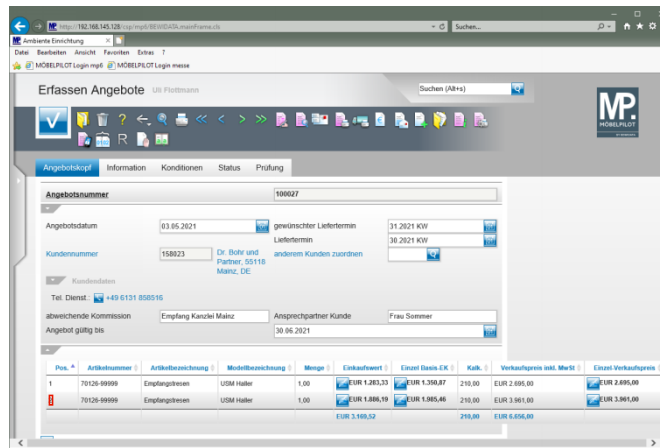 http://192.168.145.128/csp/mp6/BEWIDATA.mainFrame.cls
Suchen...
Ambiente Einrichtung
Datei Bearbeiten Ansicht Favoriten Extras ?
MÖBELPILOT Login mp6 MÖBELPILOT Login messe
Erfassen Angebote Uli Flottmann
Suchen (Alt+s)
MP.
MÖBELPILOT
Angebotskopf Information Konditionen Status Prüfung
Angebotsnummer 100027
Angebotsdatum 03.05.2021 gewünschter Liefertermin 31.2021 KW
Liefertermin 30.2021 KW
Kundennummer 158023 Dr. Bohr und Partner, 55118 Mainz, DE anderem Kunden zuordnen
Kundendaten
Tel. Dienst.: +49 6131 858516
abweichende Kommission Empfang Kanzlei Mainz Ansprechpartner Kunde Frau Sommer
Angebot gültig bis 30.06.2021
Pos. Artikelnummer Artikelbezeichnung Modellbezeichnung Menge Einkaufswert Einzel Basis-EK Kalk. Verkaufspreis inkl. MwSt Einzel-Verkaufspreis
1 70126-99999 Empfangstresen USM Haller 1,00 EUR 1.283,33 EUR 1.350,87 210,00 EUR 2.695,00 EUR 2.695,00
2 70126-99999 Empfangstresen USM Haller 1,00 EUR 1.886,19 EUR 1.985,46 210,00 EUR 3.961,00 EUR 3.961,00
EUR 3.169,52 210,00 EUR 6.656,00